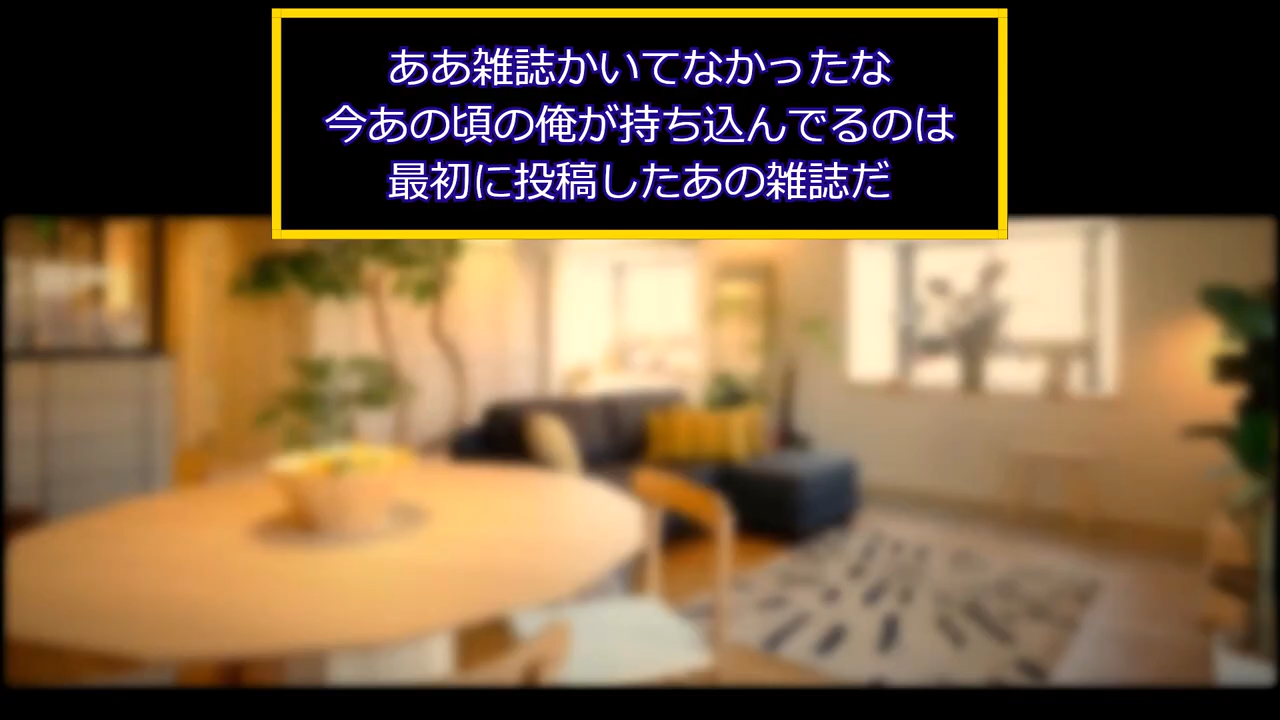 ああ雑誌かいてなかったな
今あの頃の俺が持ち込んでるのは
最初に投稿したあの雑誌だ